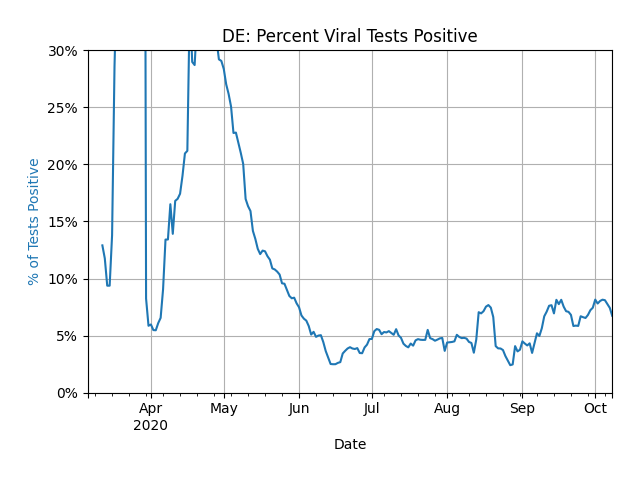 DE: Percent Viral Tests Positive
30%
25%
20%
15%
10%
5%
0%
% of Tests Positive
Apr May Jun Jul Aug Sep Oct
2020
Date